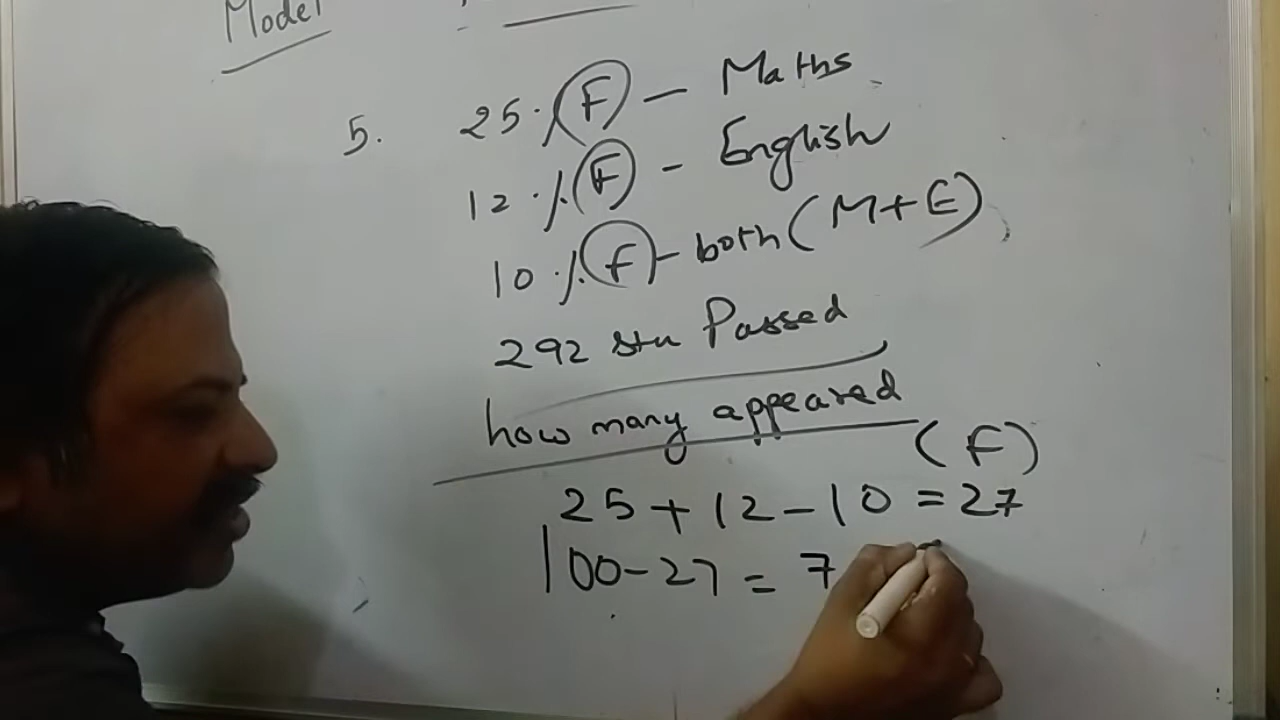 Model
5. 25% F - Maths
12% F - English
10% F - both (M+E)
292 stu Passed
how many appeared
(F)
25 + 12 - 10 = 27
100 - 27 = 7